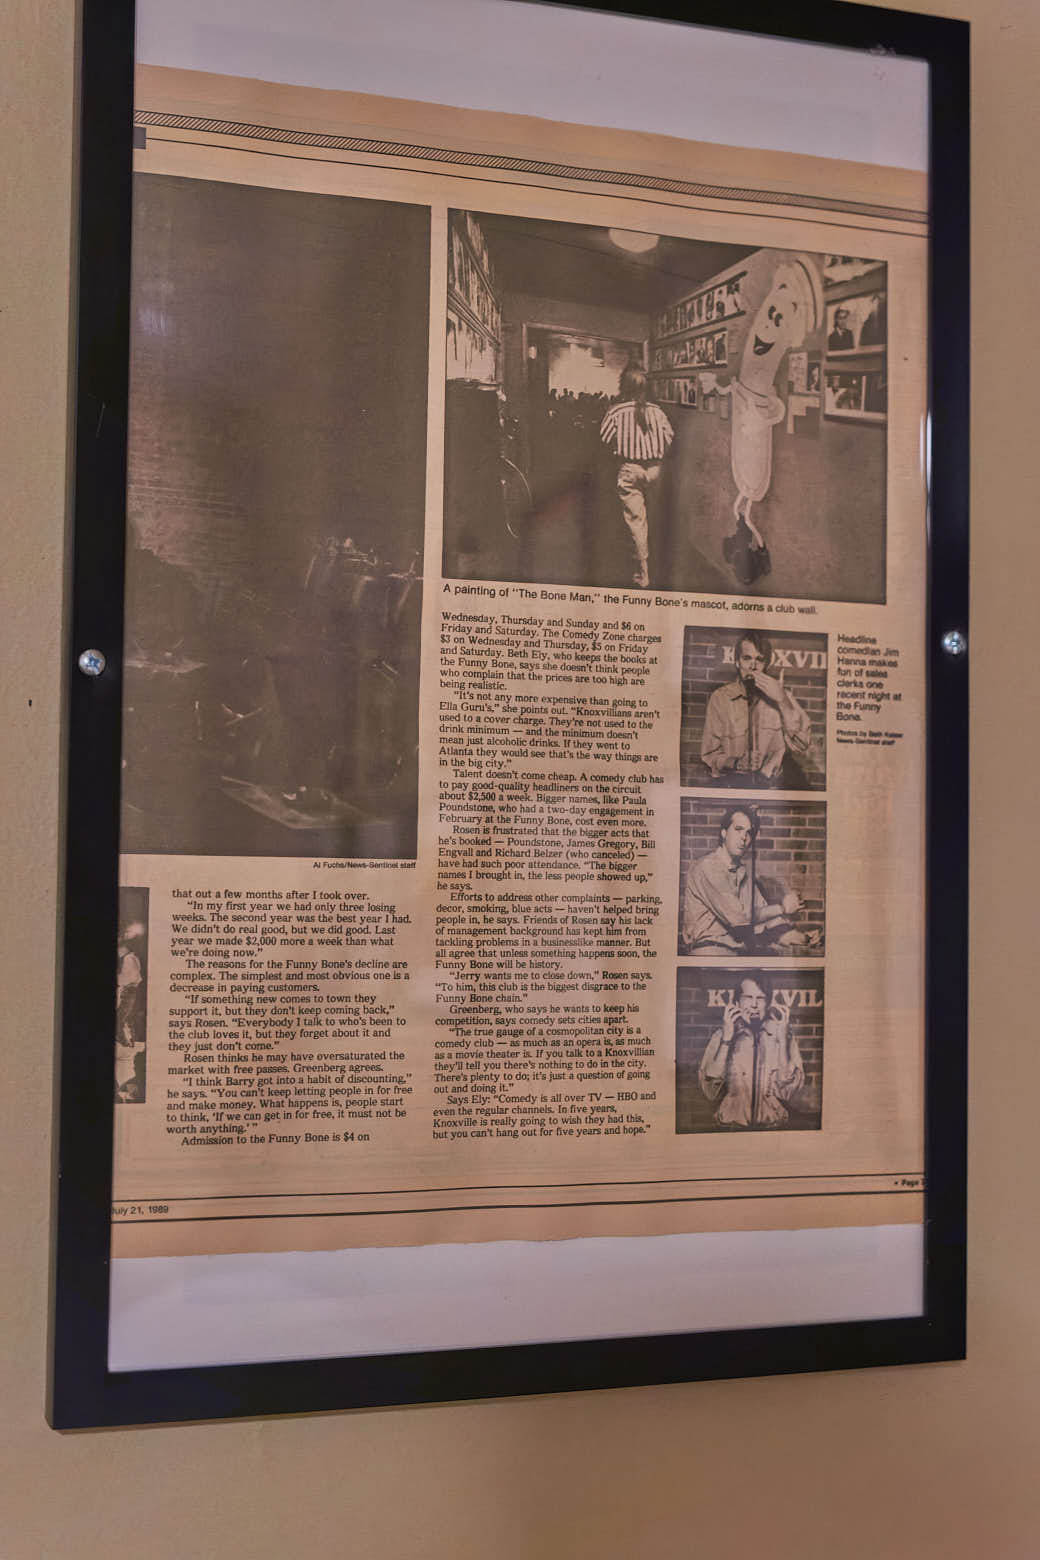 Al Fuchs/News-Sentinel staff
that out a few months after I took over.
"In my first year we had only three losing
weeks. The second year was the best year I had.
We didn't do real good, but we did good. Last
year we made $2,000 more a week than what
we're doing now."
The reasons for the Funny Bone's decline are
complex. The simplest and most obvious one is a
decrease in paying customers.
"If something new comes to town they
support it, but they don't keep coming back,"
says Rosen. "Everybody I talk to who's been to
the club loves it, but they forget about it and
they just don't come."
Rosen thinks he may have oversaturated the
market with free passes. Greenberg agrees.
"I think Barry got into a habit of discounting,"
he says. "You can't keep letting people in for free
and make money. What happens is, people start
to think, 'If we can get in for free, it must not be
worth anything.' "
Admission to the Funny Bone is $4 on
A painting of "The Bone Man," the Funny Bone's mascot, adorns a club wall.
Wednesday, Thursday and Sunday and $6 on
Friday and Saturday. The Comedy Zone charges
$3 on Wednesday and Thursday, $5 on Friday
and Saturday. Beth Ely, who keeps the books at
the Funny Bone, says she doesn't think people
who complain that the prices are too high are
being realistic.
"It's not any more expensive than going to
Ella Guru's," she points out. "Knoxvillians aren't
used to a cover charge. They're not used to the
drink minimum — and the minimum doesn't
mean just alcoholic drinks. If they went to
Atlanta they would see that's the way things are
in the big city."
Talent doesn't come cheap. A comedy club has
to pay good-quality headliners on the circuit
about $2,500 a week. Bigger names, like Paula
Poundstone, who had a two-day engagement in
February at the Funny Bone, cost even more.
Rosen is frustrated that the bigger acts that
he's booked — Poundstone, James Gregory, Bill
Engvall and Richard Belzer (who canceled) —
have had such poor attendance. "The bigger
names I brought in, the less people showed up,"
he says.
Efforts to address other complaints — parking,
decor, smoking, blue acts — haven't helped bring
people in, he says. Friends of Rosen say his lack
of management background has kept him from
tackling problems in a businesslike manner. But
all agree that unless something happens soon, the
Funny Bone will be history.
"Jerry wants me to close down," Rosen says.
"To him, this club is the biggest disgrace to the
Funny Bone chain."
Greenberg, who says he wants to keep his
competition, says comedy sets cities apart.
"The true gauge of a cosmopolitan city is a
comedy club — as much as an opera is, as much
as a movie theater is. If you talk to a Knoxvillian
they'll tell you there's nothing to do in the city.
There's plenty to do; it's just a question of going
out and doing it."
Says Ely: "Comedy is all over TV — HBO and
even the regular channels. In five years,
Knoxville is really going to wish they had this,
but you can't hang out for five years and hope."
K XVIL
K VIL
Headline
comedian Jim
Hanna makes
fun of sales
clerks one
recent night at
the Funny
Bone.
Photos by Beth
News-Sentinel staff
July 21, 1989
• Page